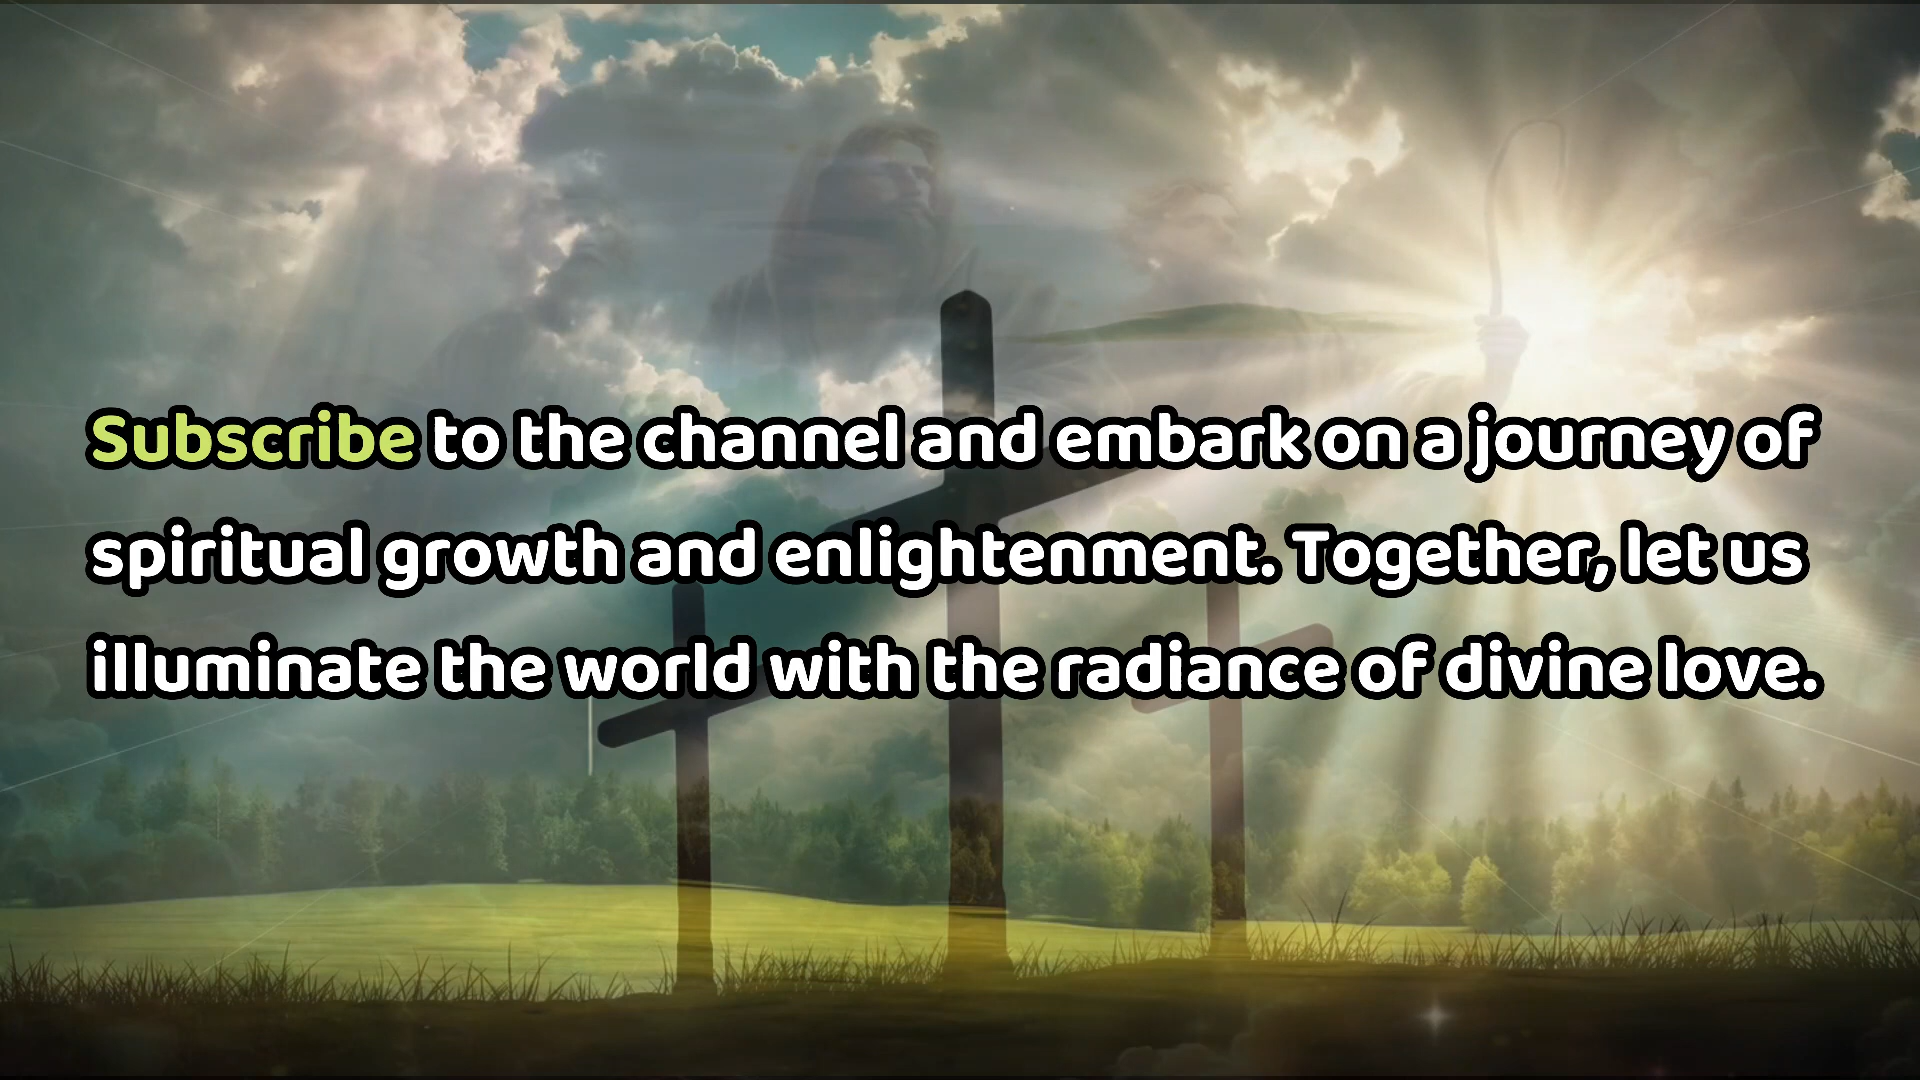 Subscribe to the channel and embark on a journey of
spiritual growth and enlightenment. Together, let us
illuminate the world with the radiance of divine love.